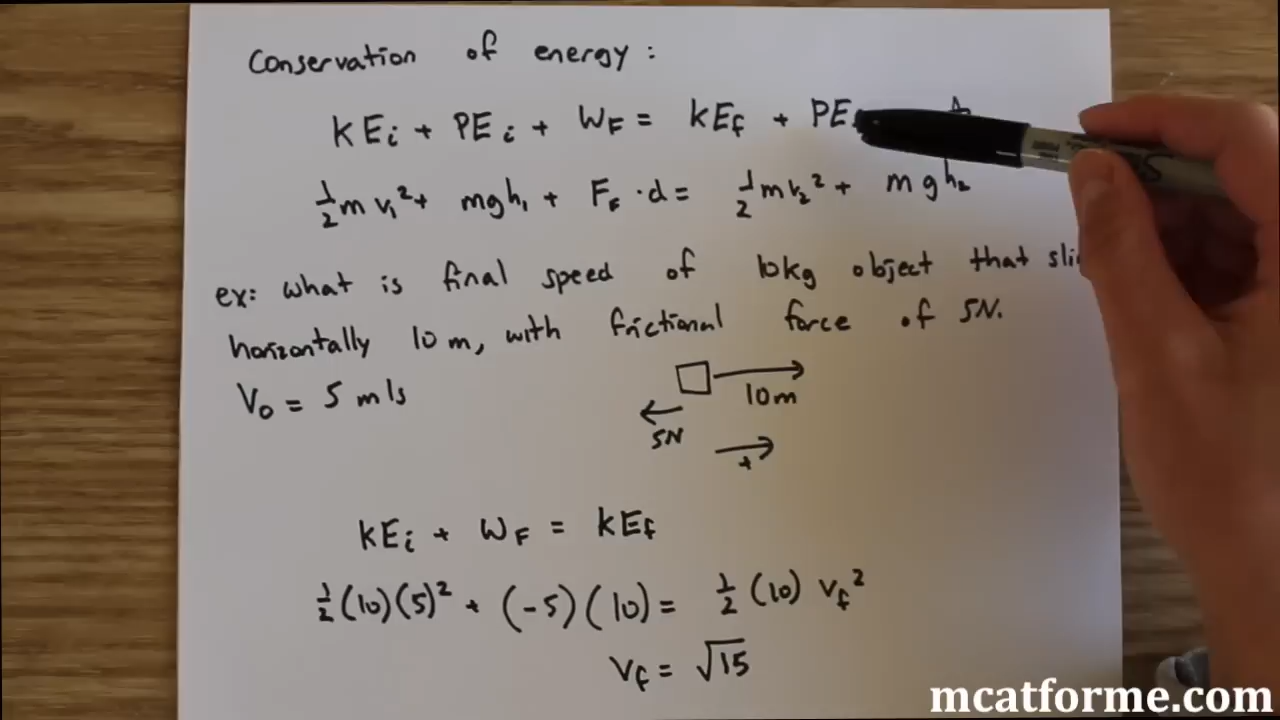 Conservation of energy:
KEi + PEi + WF = KEf + PE
½mv₁² + mgh₁ + FF · d = ½mv₂² + mgh₂
ex: what is final speed of 10kg object that sli
horizontally 10 m, with frictional force of 5N.
V₀ = 5 m/s
10m
5N
+
KEi + WF = KEf
½(10)(5)² + (-5)(10) = ½(10) vf²
vf = √15
mcatforme.com